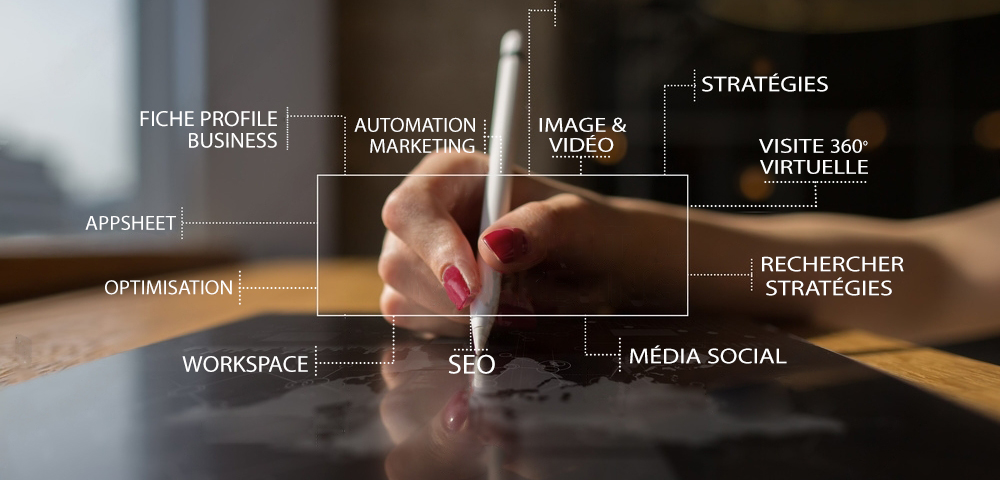 STRATÉGIES
FICHE PROFILE
BUSINESS
AUTOMATION
MARKETING
IMAGE &
VIDÉO
VISITE 360°
VIRTUELLE
APPSHEET
RECHERCHER
STRATÉGIES
OPTIMISATION
WORKSPACE
SEO
MÉDIA SOCIAL